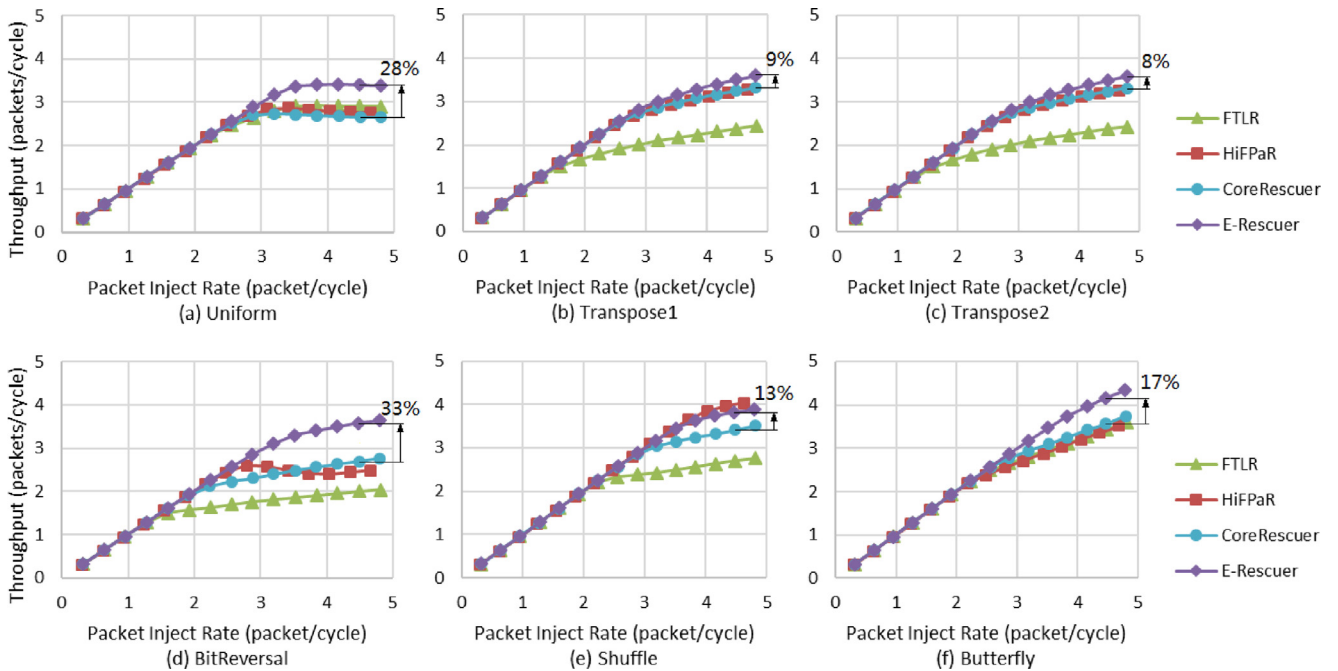 Throughput (packets/cycle)
5
4
3
2
1
0
28%
0 1 2 3 4 5
Packet Inject Rate (packet/cycle)
(a) Uniform
5
4
3
2
1
0
9%
0 1 2 3 4 5
Packet Inject Rate (packet/cycle)
(b) Transpose1
5
4
3
2
1
0
8%
0 1 2 3 4 5
Packet Inject Rate (packet/cycle)
(c) Transpose2
FTLR
HiFPaR
CoreRescuer
E-Rescuer
Throughput (packets/cycle)
5
4
3
2
1
0
33%
0 1 2 3 4 5
Packet Inject Rate (packet/cycle)
(d) BitReversal
5
4
3
2
1
0
13%
0 1 2 3 4 5
Packet Inject Rate (packet/cycle)
(e) Shuffle
5
4
3
2
1
0
17%
0 1 2 3 4 5
Packet Inject Rate (packet/cycle)
(f) Butterfly
FTLR
HiFPaR
CoreRescuer
E-Rescuer